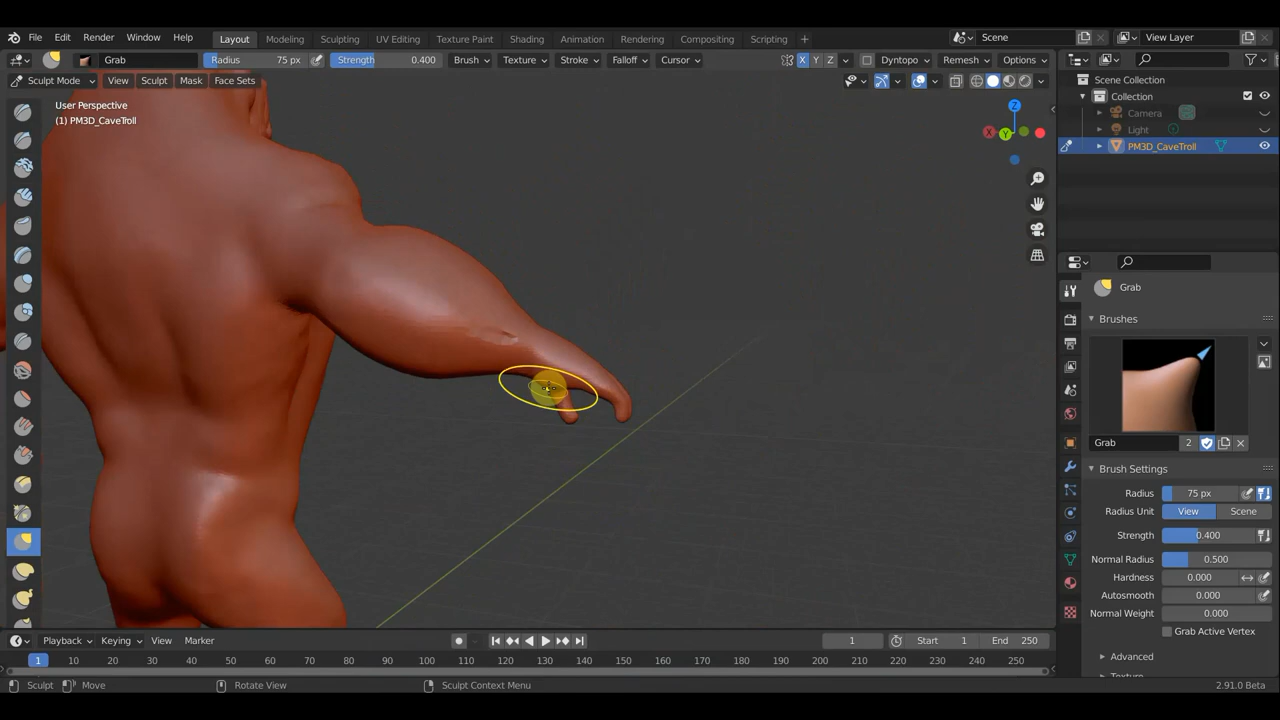 File Edit Render Window Help Layout Modeling Sculpting UV Editing Texture Paint Shading Animation Rendering Compositing Scripting + Scene View Layer
Grab Radius 75 px Strength 0.400 Brush Texture Stroke Falloff Cursor X Y Z Dyntopo Remesh Options
Sculpt Mode View Sculpt Mask Face Sets
Scene Collection
Collection
Camera
Light
PM3D_CaveTroll
User Perspective
(1) PM3D_CaveTroll
Z
X
Y
Grab
Brushes
Grab 2
Brush Settings
Radius 75 px
Radius Unit View Scene
Strength 0.400
Normal Radius 0.500
Hardness 0.000
Autosmooth 0.000
Normal Weight 0.000
Grab Active Vertex
Advanced
Playback Keying View Marker 1 Start 1 End 250
1 10 20 30 40 50 60 70 80 90 100 110 120 130 140 150 160 170 180 190 200 210 220 230 240 250
Sculpt Move Rotate View Sculpt Context Menu 2.91.0 Beta